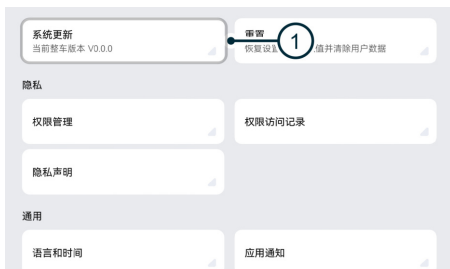 系统更新
当前整车版本 V0.0.0
重置
恢复设 值并清除用户数据
1
隐私
权限管理
权限访问记录
隐私声明
通用
语言和时间
应用通知